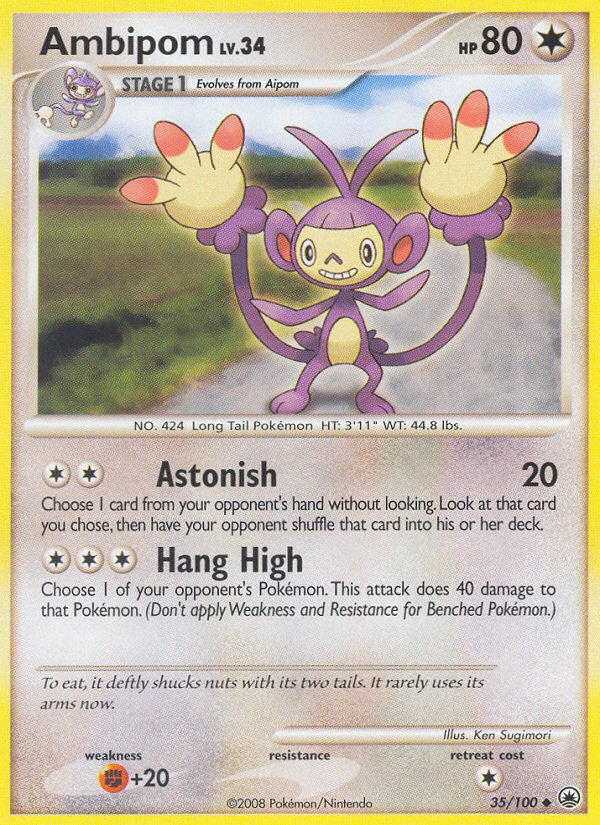 Ambipom LV.34 HP 80
STAGE 1 Evolves from Aipom
NO. 424 Long Tail Pokémon HT: 3'11" WT: 44.8 lbs.
Astonish 20
Choose 1 card from your opponent's hand without looking. Look at that card
you chose, then have your opponent shuffle that card into his or her deck.
Hang High
Choose 1 of your opponent's Pokémon. This attack does 40 damage to
that Pokémon. (Don't apply Weakness and Resistance for Benched Pokémon.)
To eat, it deftly shucks nuts with its two tails. It rarely uses its
arms now.
Illus. Ken Sugimori
weakness resistance retreat cost
+20
©2008 Pokémon/Nintendo 35/100